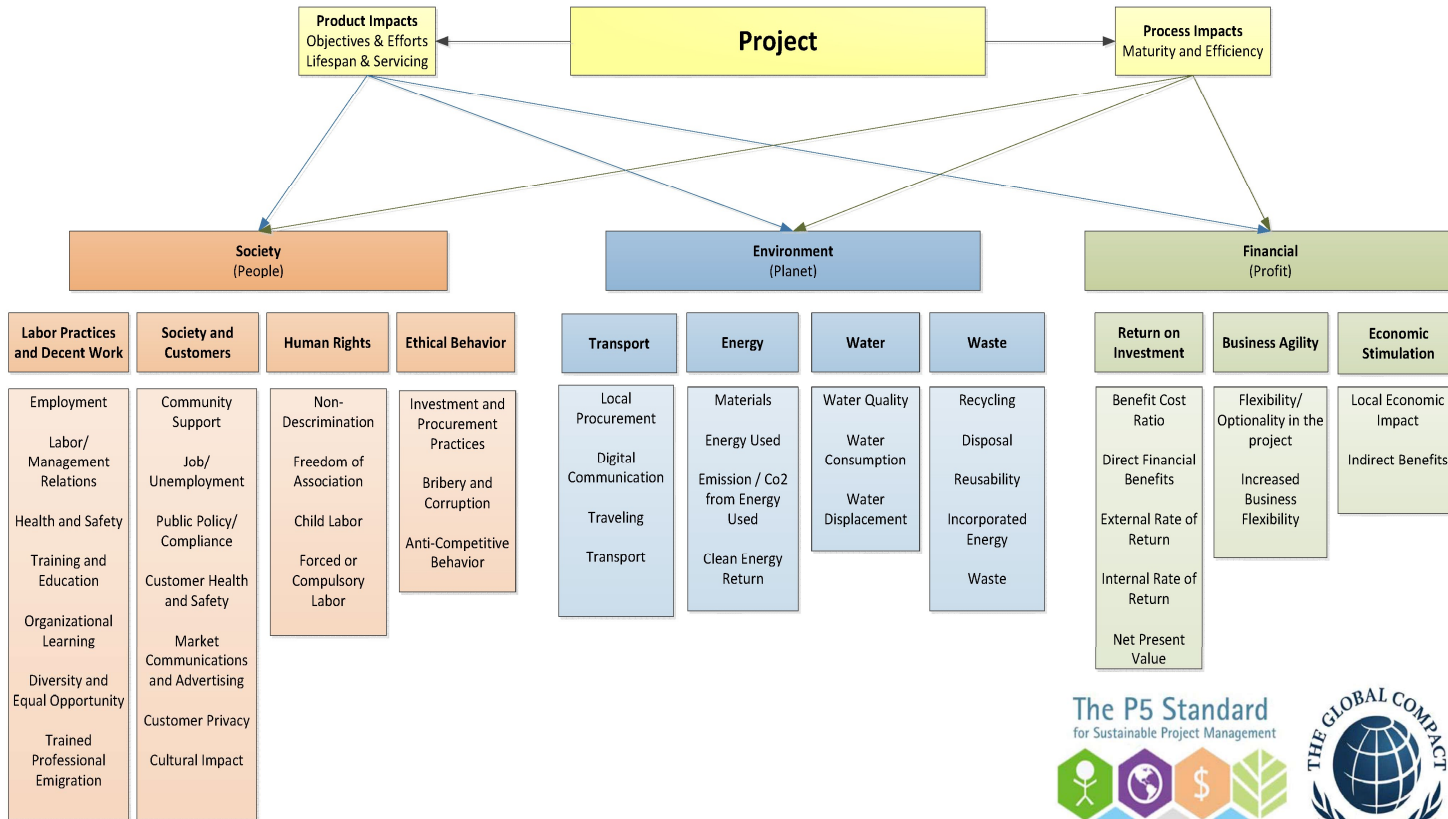 Product Impacts
Objectives & Efforts
Lifespan & Servicing
Project
Process Impacts
Maturity and Efficiency
Society
(People)
Environment
(Planet)
Financial
(Profit)
Labor Practices
and Decent Work
Society and
Customers
Human Rights
Ethical Behavior
Transport
Energy
Water
Waste
Return on
Investment
Business Agility
Economic
Stimulation
Employment
Labor/
Management
Relations
Health and Safety
Training and
Education
Organizational
Learning
Diversity and
Equal Opportunity
Trained
Professional
Emigration
Community
Support
Job/
Unemployment
Public Policy/
Compliance
Customer Health
and Safety
Market
Communications
and Advertising
Customer Privacy
Cultural Impact
Non-
Discrimination
Freedom of
Association
Child Labor
Forced or
Compulsory
Labor
Investment and
Procurement
Practices
Bribery and
Corruption
Anti-Competitive
Behavior
Local
Procurement
Digital
Communication
Traveling
Transport
Materials
Energy Used
Emission / Co2
from Energy
Used
Clean Energy
Return
Water Quality
Water
Consumption
Water
Displacement
Recycling
Disposal
Reusability
Incorporated
Energy
Waste
Benefit Cost
Ratio
Direct Financial
Benefits
External Rate of
Return
Internal Rate of
Return
Net Present
Value
Flexibility/
Optionality in the
project
Increased
Business
Flexibility
Local Economic
Impact
Indirect Benefits
The P5 Standard
for Sustainable Project Management
$
THE GLOBAL COMPACT